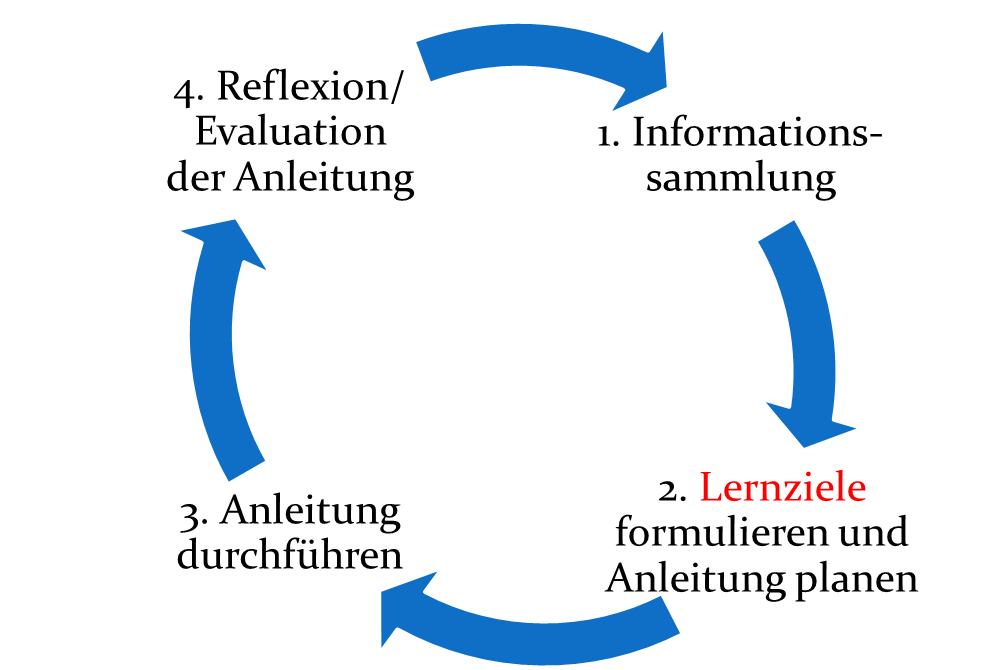 4. Reflexion/
Evaluation
der Anleitung
1. Informations-
sammlung
2. Lernziele
formulieren und
Anleitung planen
3. Anleitung
durchführen